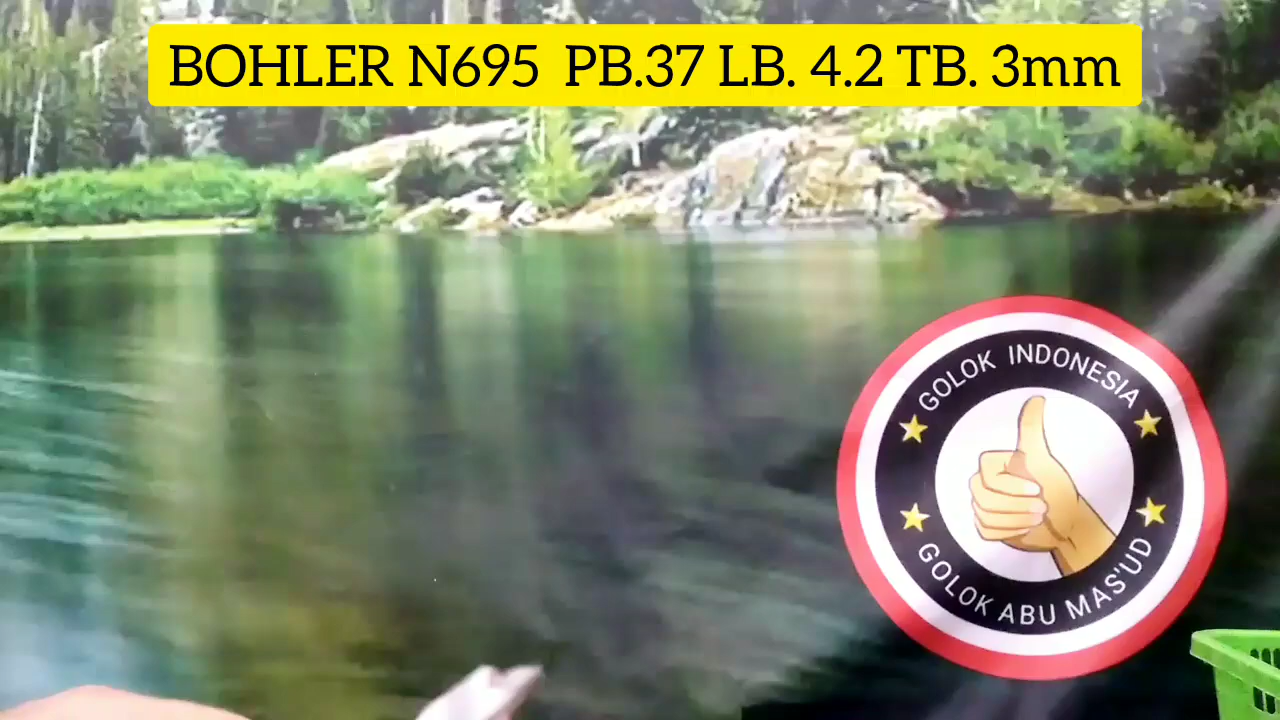 BOHLER N695 PB.37 LB. 4.2 TB. 3mm
GOLOK INDONESIA
GOLOK ABU MAS'UD